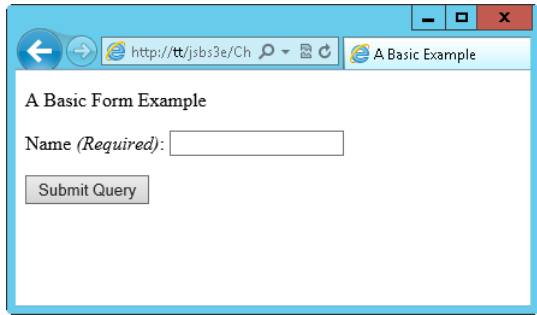 http://tt/jsbs3e/Ch
A Basic Example
A Basic Form Example
Name (Required):
Submit Query